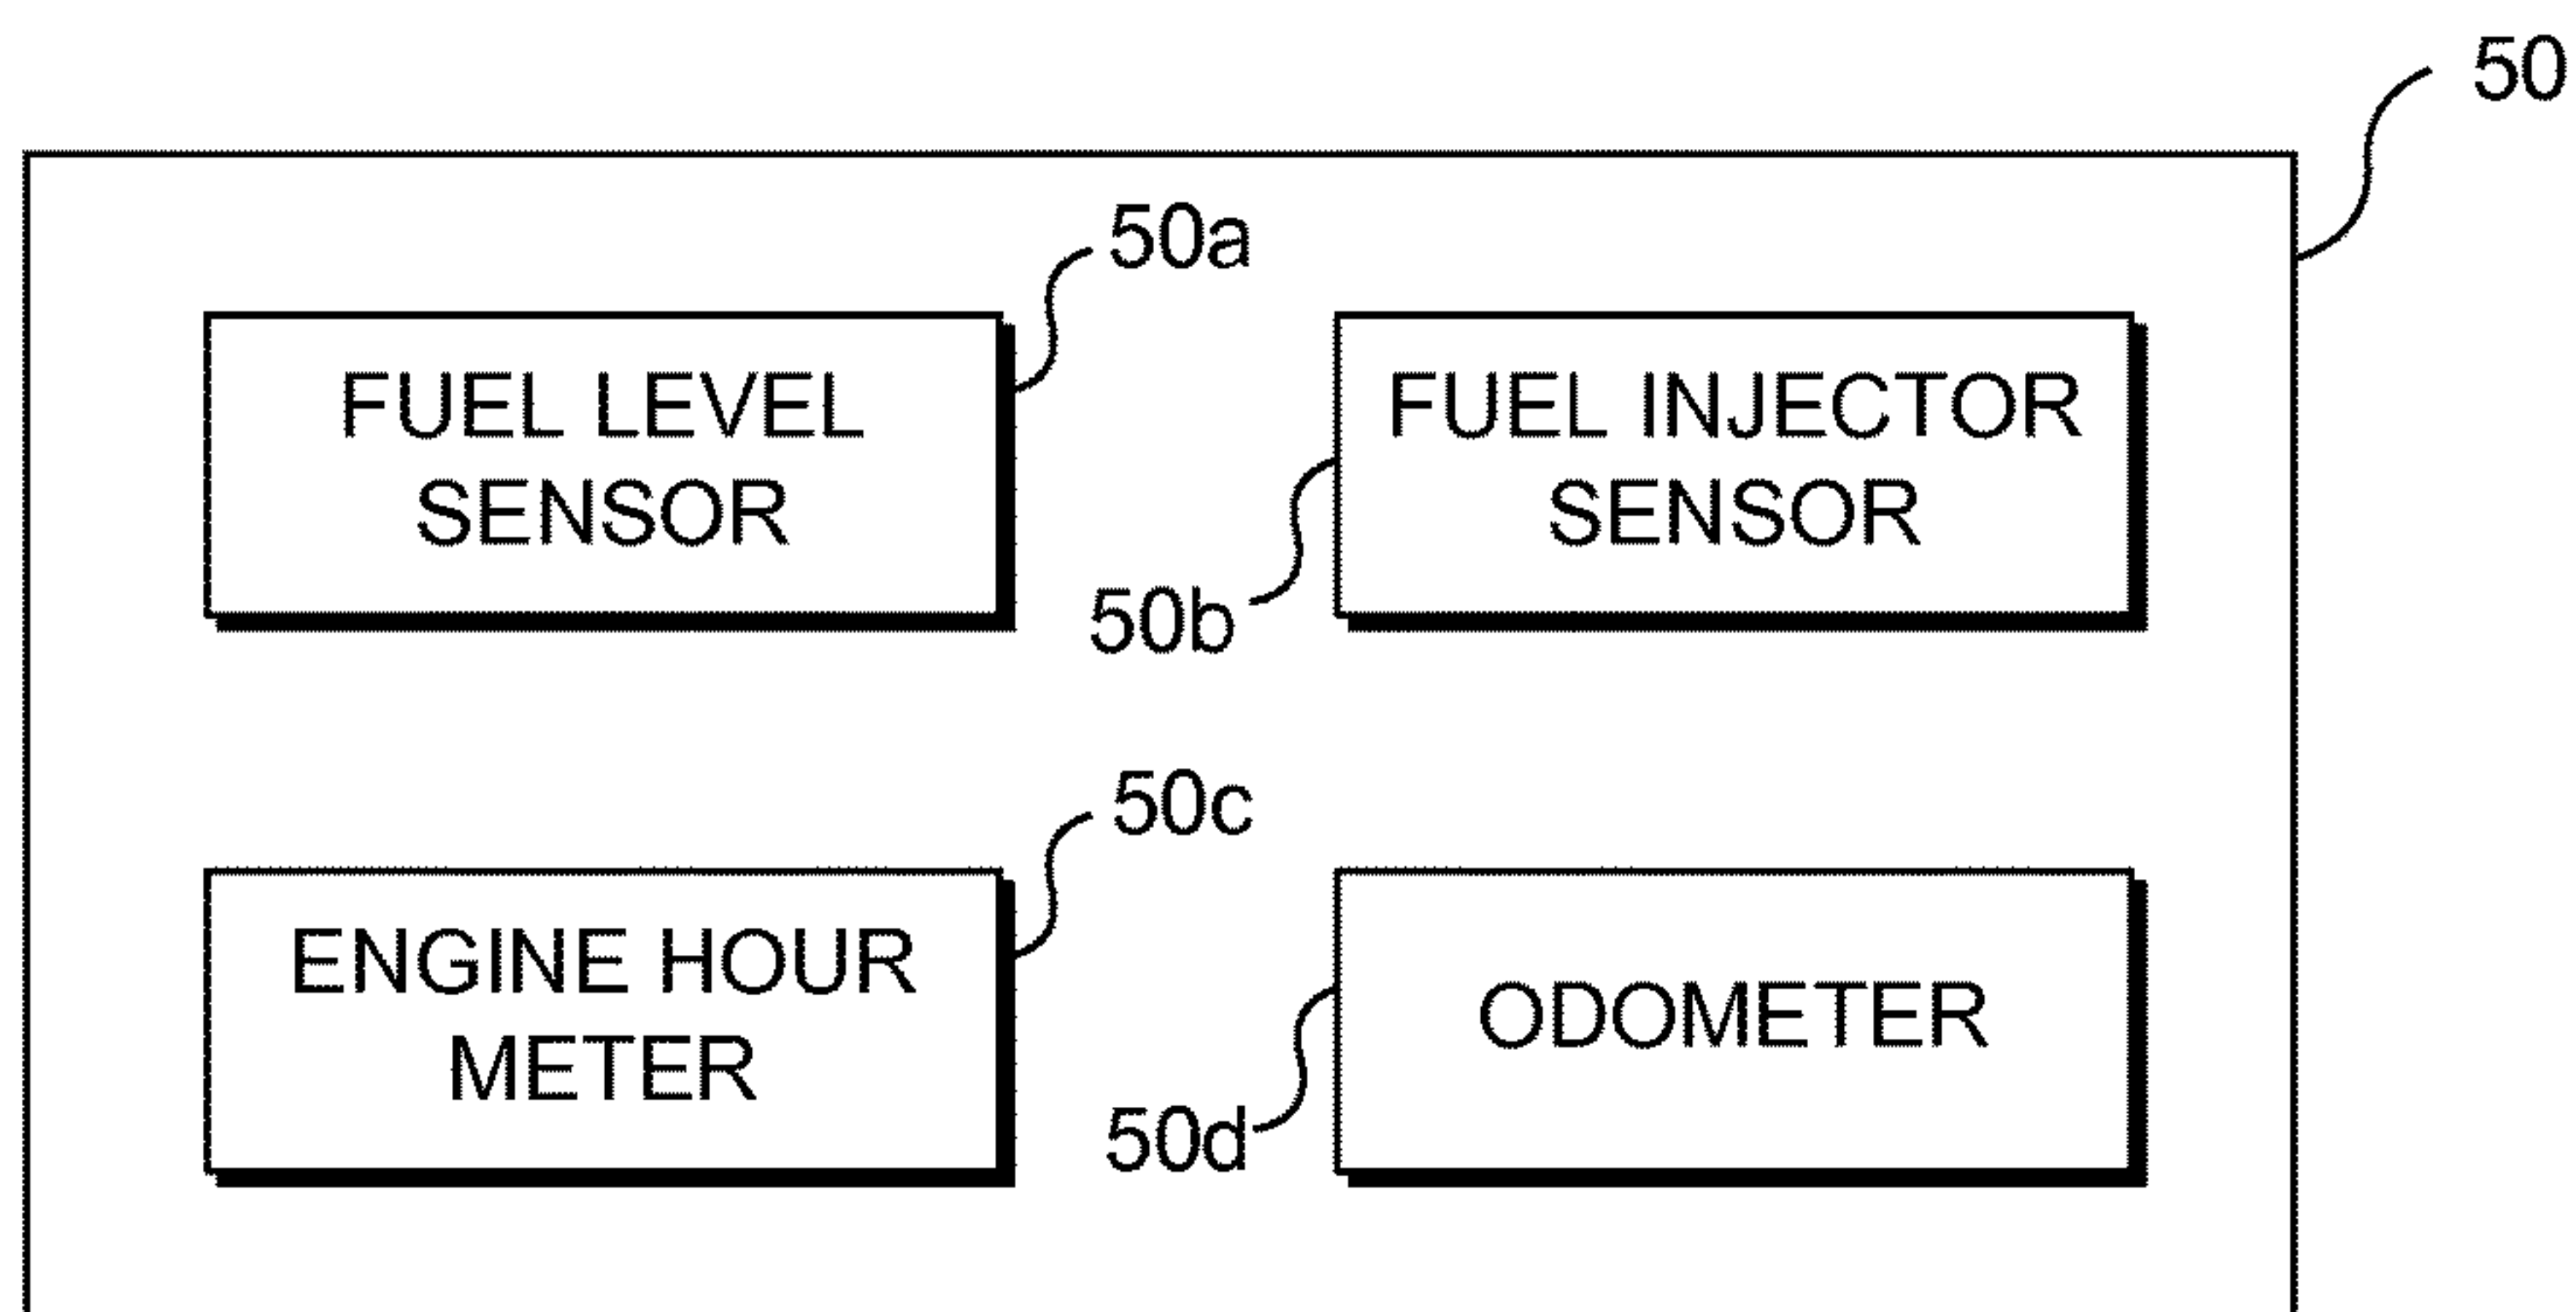 50
50a
FUEL LEVEL
SENSOR
FUEL INJECTOR
SENSOR
50b
50c
ENGINE HOUR
METER
ODOMETER
50d